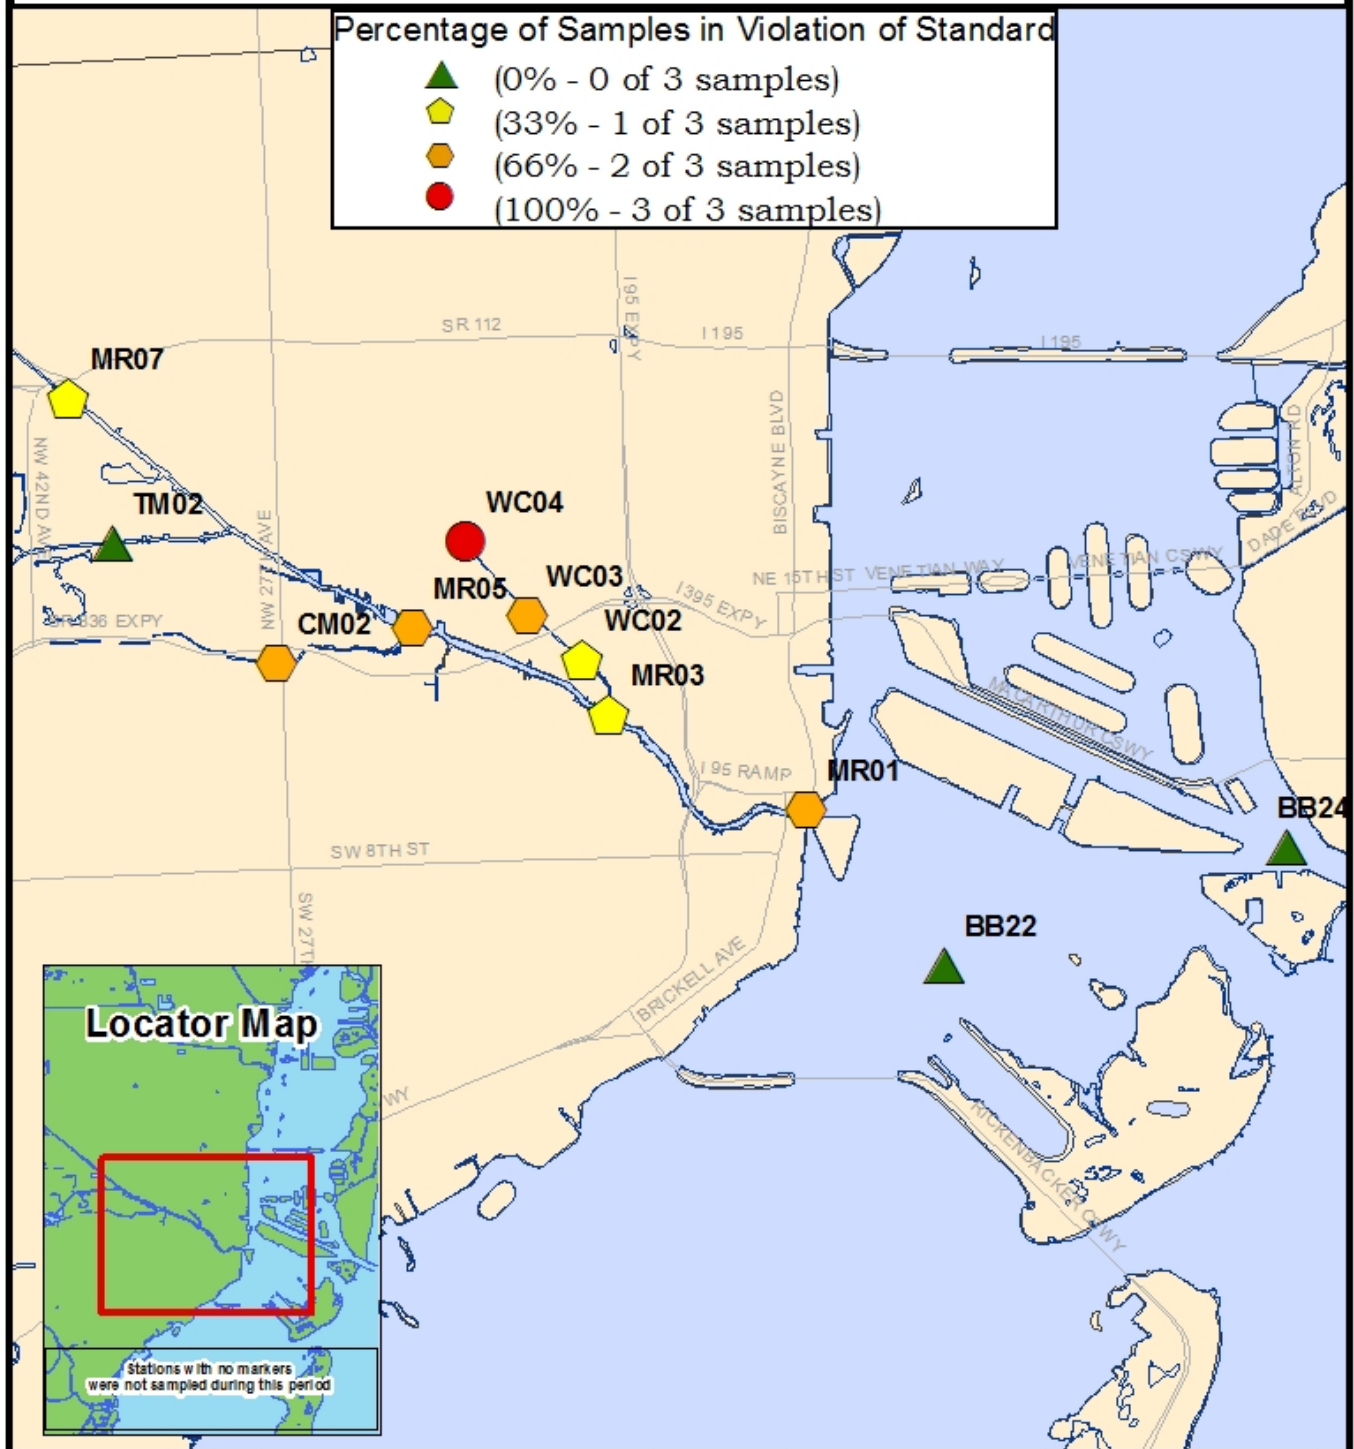 Percentage of Samples in Violation of Standard
(0% - 0 of 3 samples)
(33% - 1 of 3 samples)
(66% - 2 of 3 samples)
(100% - 3 of 3 samples)
I 95 EXPY
SR 112
I 195
I 195
MR07
BISCAYNE BLVD
ALTON RD
NW 42ND AVE
TM02
WC04
NW 27TH AVE
DADE BLVD
MR05
WC03
NE 15TH ST
VENETIAN WAY
VENETIAN CSWY
I 395 EXPY
SR 836 EXPY
CM02
WC02
MR03
MACARTHUR CSWY
I 95 RAMP
MR01
BB24
SW 8TH ST
SW 27TH
BB22
BRICKELL AVE
Locator Map
WY
RICKENBACKER CSWY
Stations with no markers
were not sampled during this period